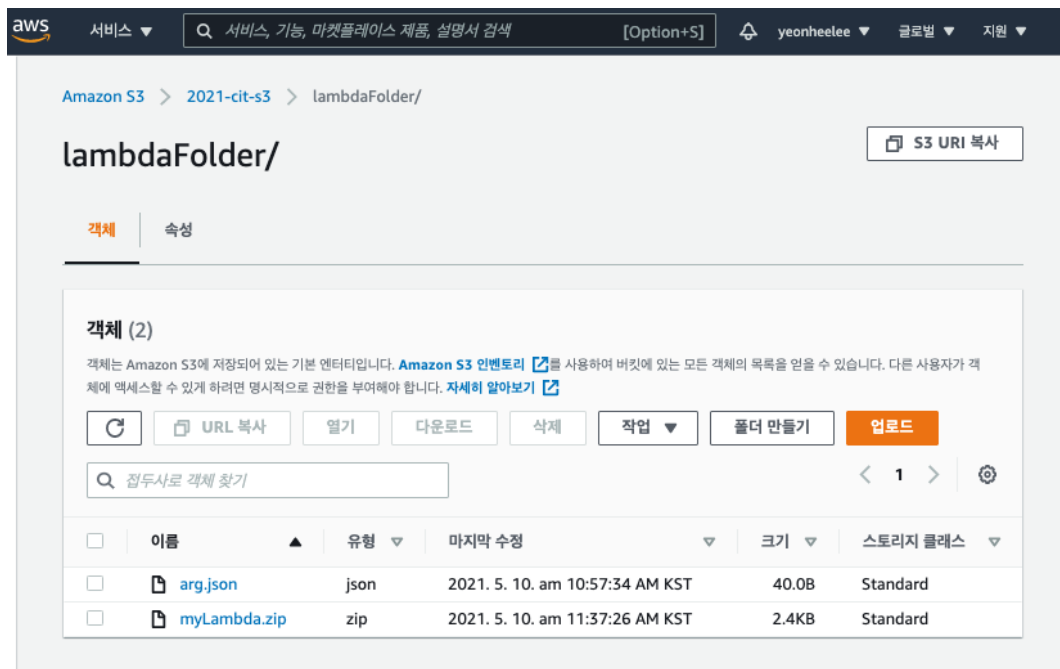 aws 서비스 ▼ 서비스, 기능, 마켓플레이스 제품, 설명서 검색 [Option+S] yeonheelee ▼ 글로벌 ▼ 지원 ▼
Amazon S3 > 2021-cit-s3 > lambdaFolder/
lambdaFolder/
S3 URI 복사
객체 속성
객체 (2)
객체는 Amazon S3에 저장되어 있는 기본 엔터티입니다. Amazon S3 인벤토리 를 사용하여 버킷에 있는 모든 객체의 목록을 얻을 수 있습니다. 다른 사용자가 객
체에 액세스할 수 있게 하려면 명시적으로 권한을 부여해야 합니다. 자세히 알아보기
URL 복사 열기 다운로드 삭제 작업 ▼ 폴더 만들기 업로드
접두사로 객체 찾기 < 1 >
이름 ▲ 유형 ▽ 마지막 수정 ▽ 크기 ▽ 스토리지 클래스 ▽
arg.json json 2021. 5. 10. am 10:57:34 AM KST 40.0B Standard
myLambda.zip zip 2021. 5. 10. am 11:37:26 AM KST 2.4KB Standard